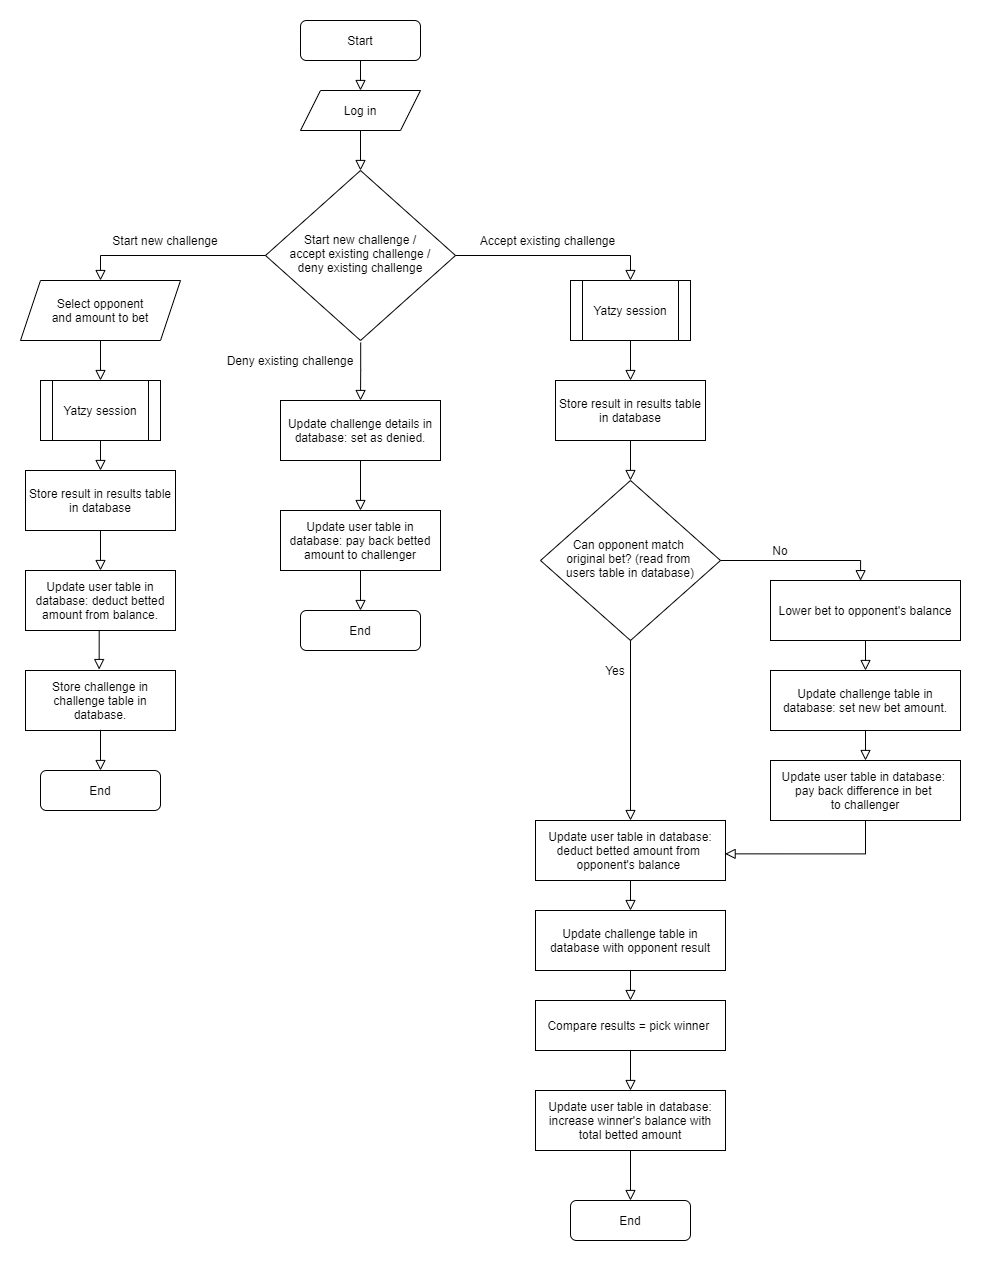 Start
Log in
Start new challenge /
accept existing challenge /
deny existing challenge
Start new challenge
Accept existing challenge
Deny existing challenge
Select opponent
and amount to bet
Yatzy session
Store result in results table
in database
Update user table in
database: deduct betted
amount from balance.
Store challenge in
challenge table in
database.
End
Update challenge details in
database: set as denied.
Update user table in
database: pay back betted
amount to challenger
End
Yatzy session
Store result in results table
in database
Can opponent match
original bet? (read from
users table in database)
No
Yes
Lower bet to opponent's balance
Update challenge table in
database: set new bet amount.
Update user table in database:
pay back difference in bet
to challenger
Update user table in database:
deduct betted amount from
opponent's balance
Update challenge table in
database with opponent result
Compare results = pick winner
Update user table in database:
increase winner's balance with
total betted amount
End